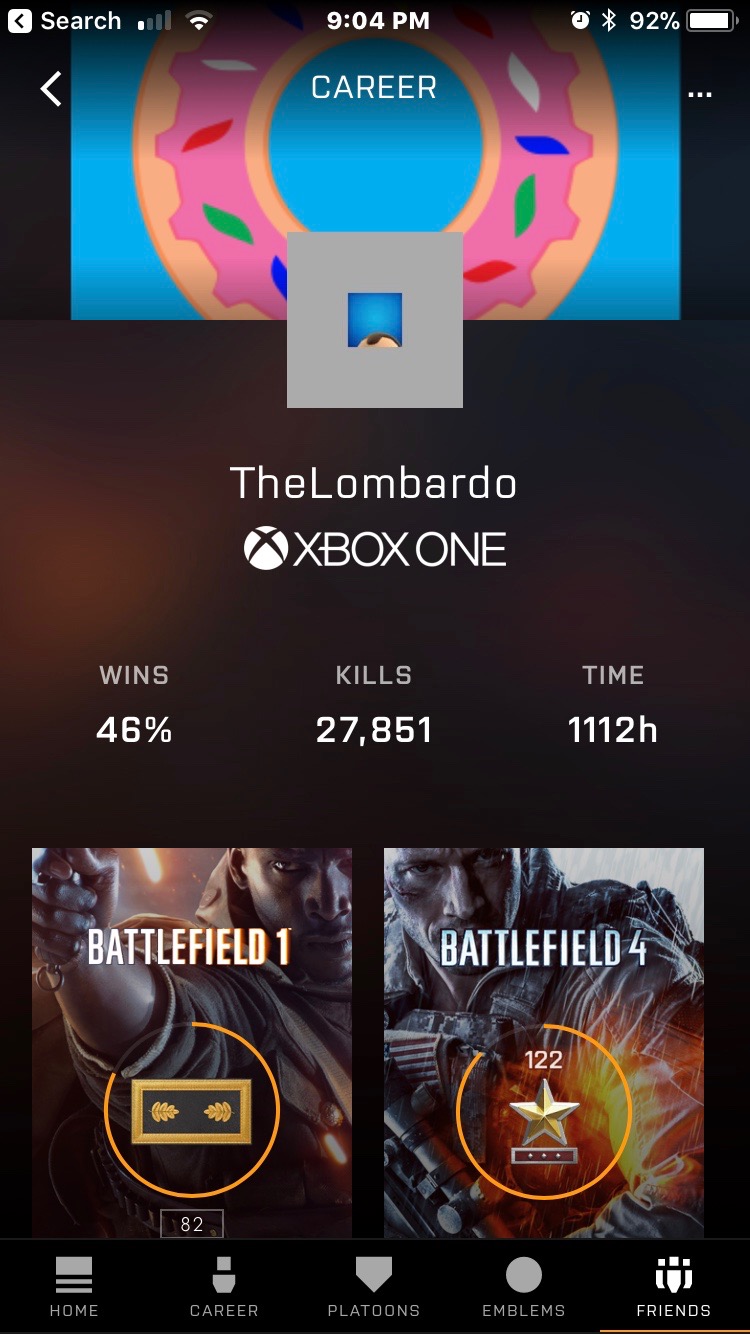 Search 9:04 PM 92%
CAREER
...
TheLombardo
XBOX ONE
WINS KILLS TIME
46% 27,851 1112h
BATTLEFIELD 1 BATTLEFIELD 4
122
82
HOME CAREER PLATOONS EMBLEMS FRIENDS